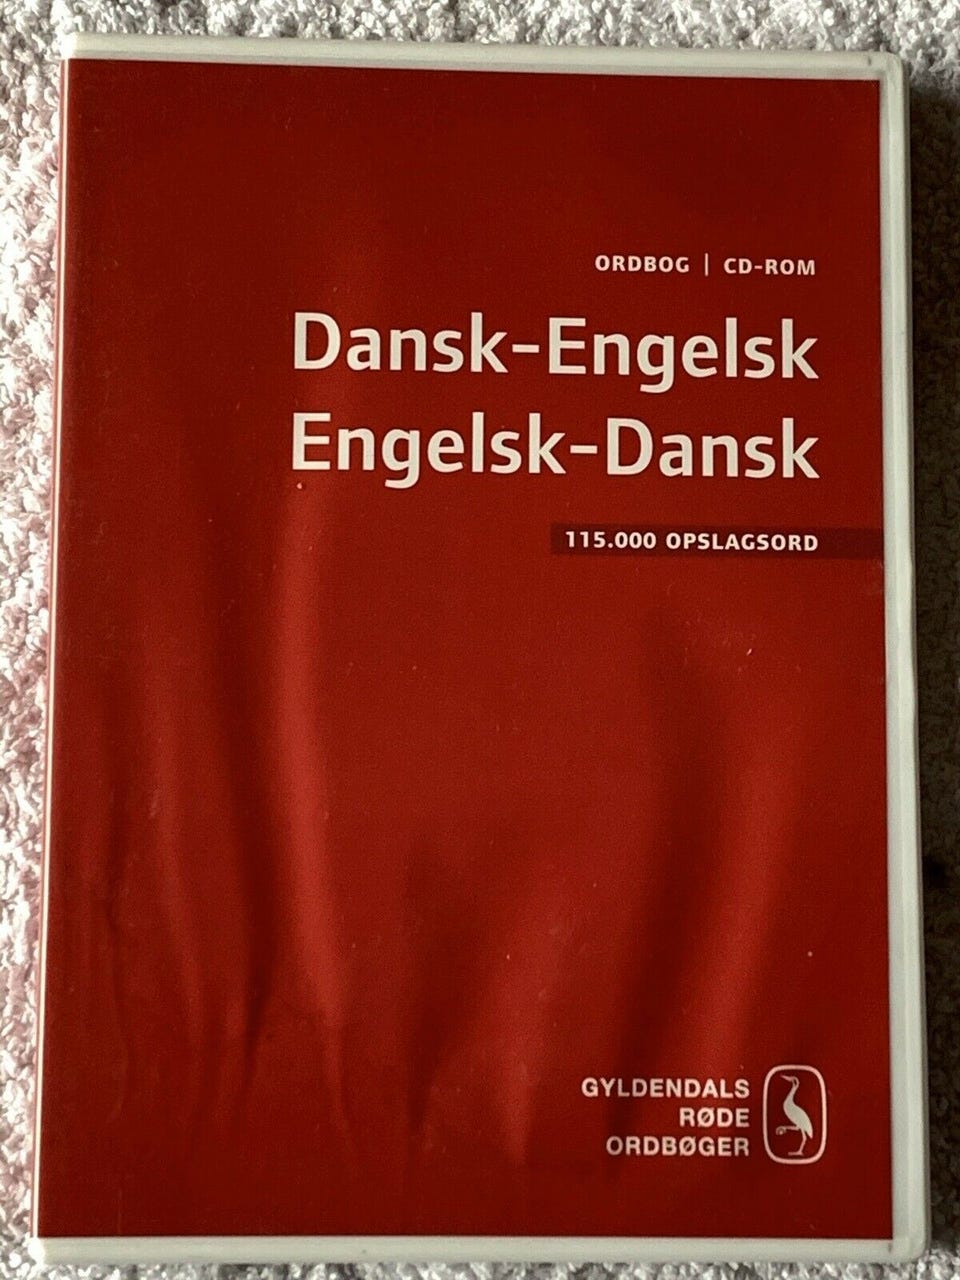 ORDBOG | CD-ROM
Dansk-Engelsk
Engelsk-Dansk
115.000 OPSLAGSORD
GYLDENDALS
RØDE
ORDBØGER